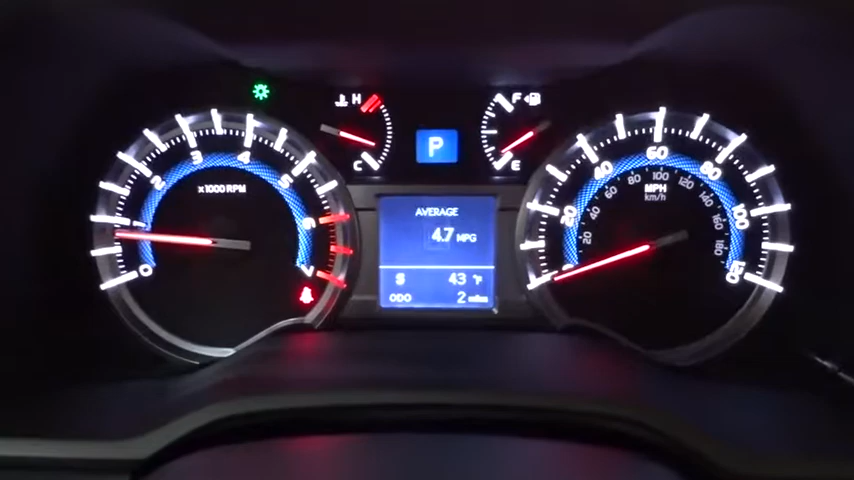 H
F
C
E
P
0
1
2
3
4
5
6
7
x1000 RPM
AVERAGE
4.7 MPG
S 43 °F
ODO 2 miles
20
40
60
80
100
120
MPH
km/h
20
40
60
80
100
120
140
160
180